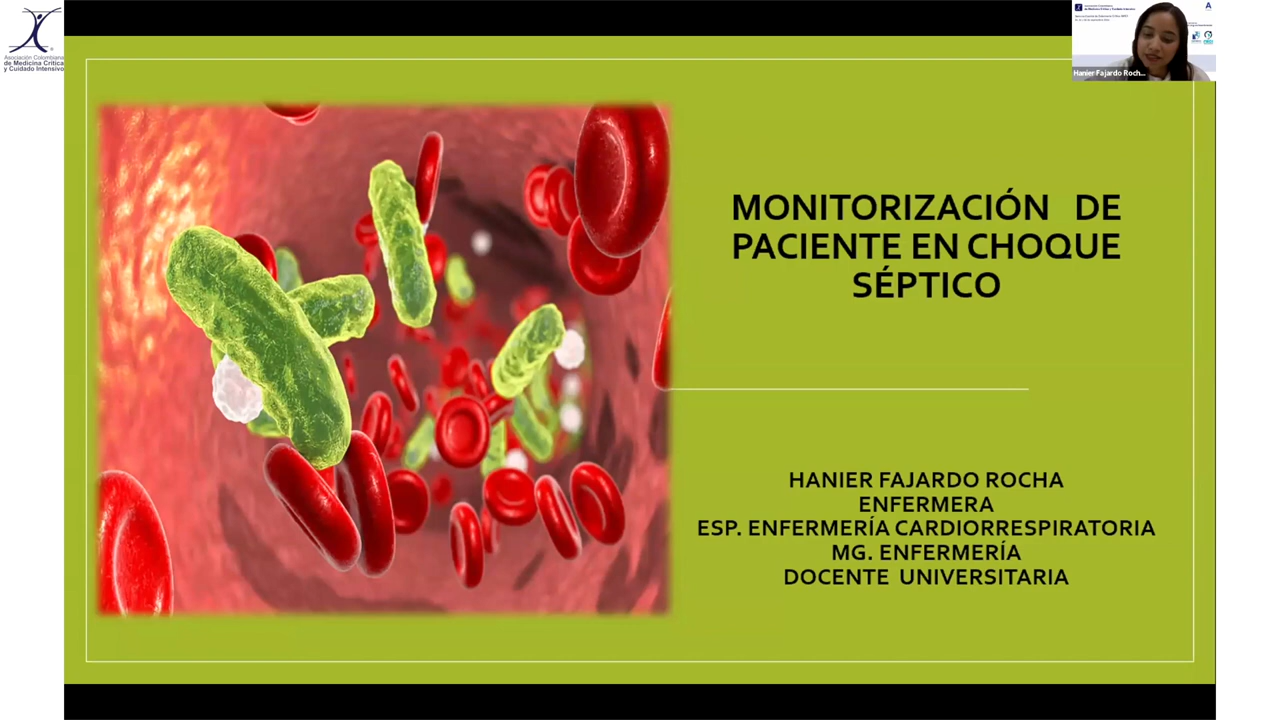 Asociación Colombiana
de Medicina Crítica
y Cuidado Intensivo
Hanier Fajardo Roch...
MONITORIZACIÓN DE
PACIENTE EN CHOQUE
SÉPTICO
HANIER FAJARDO ROCHA
ENFERMERA
ESP. ENFERMERÍA CARDIORRESPIRATORIA
MG. ENFERMERÍA
DOCENTE UNIVERSITARIA